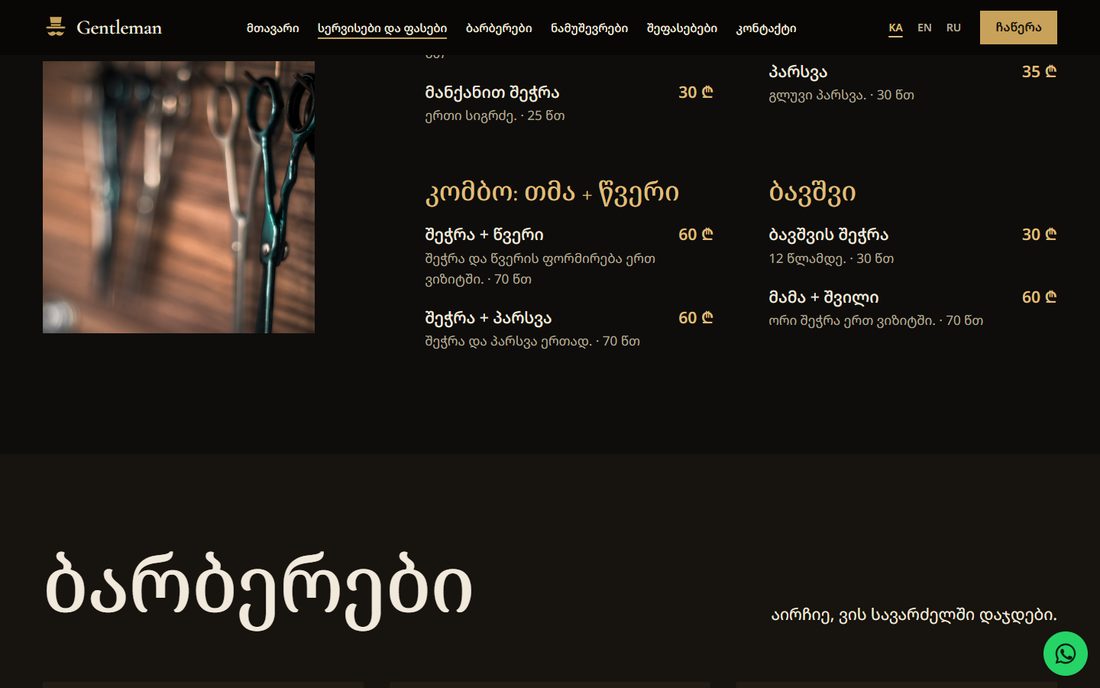 Gentleman
მთავარი
სერვისები და ფასები
ბარბერები
ნამუშევრები
შეფასებები
კონტაქტი
KA
EN
RU
ჩაწერა
მანქანით შეჭრა
30 ₾
ერთი სიგრძე. · 25 წთ
პარსვა
35 ₾
გლუვი პარსვა. · 30 წთ
კომბო: თმა + წვერი
შეჭრა + წვერი
60 ₾
შეჭრა და წვერის ფორმირება ერთ
ვიზიტში. · 70 წთ
შეჭრა + პარსვა
60 ₾
შეჭრა და პარსვა ერთად. · 70 წთ
ბავშვი
ბავშვის შეჭრა
30 ₾
12 წლამდე. · 30 წთ
მამა + შვილი
60 ₾
ორი შეჭრა ერთ ვიზიტში. · 70 წთ
ბარბერები
აირჩიე, ვის სავარძელში დაჯდები.